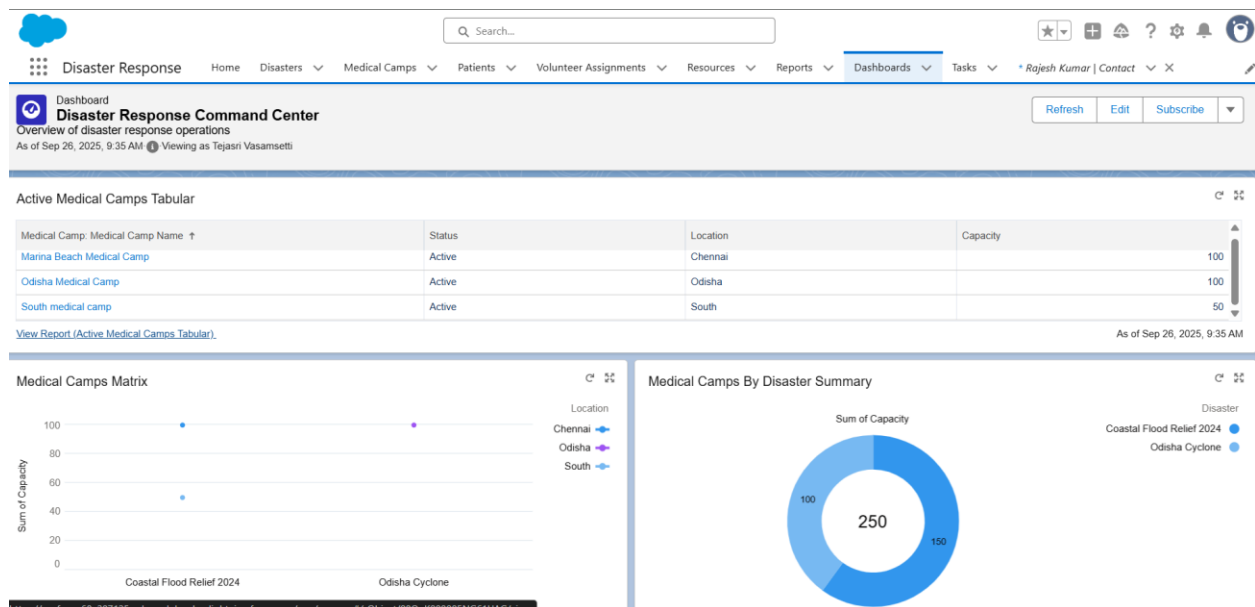 Search...
Disaster Response Home Disasters Medical Camps Patients Volunteer Assignments Resources Reports Dashboards Tasks * Rajesh Kumar | Contact
Dashboard
Disaster Response Command Center
Overview of disaster response operations
As of Sep 26, 2025, 9:35 AM Viewing as Tejasri Vasamsetti
Refresh Edit Subscribe
Active Medical Camps Tabular
Medical Camp: Medical Camp Name ↑ Status Location Capacity
Marina Beach Medical Camp Active Chennai 100
Odisha Medical Camp Active Odisha 100
South medical camp Active South 50
View Report (Active Medical Camps Tabular) As of Sep 26, 2025, 9:35 AM
Medical Camps Matrix
Location
Chennai
Odisha
South
Sum of Capacity
100
80
60
40
20
0
Coastal Flood Relief 2024 Odisha Cyclone
Medical Camps By Disaster Summary
Sum of Capacity
Disaster
Coastal Flood Relief 2024
Odisha Cyclone
100
250
150